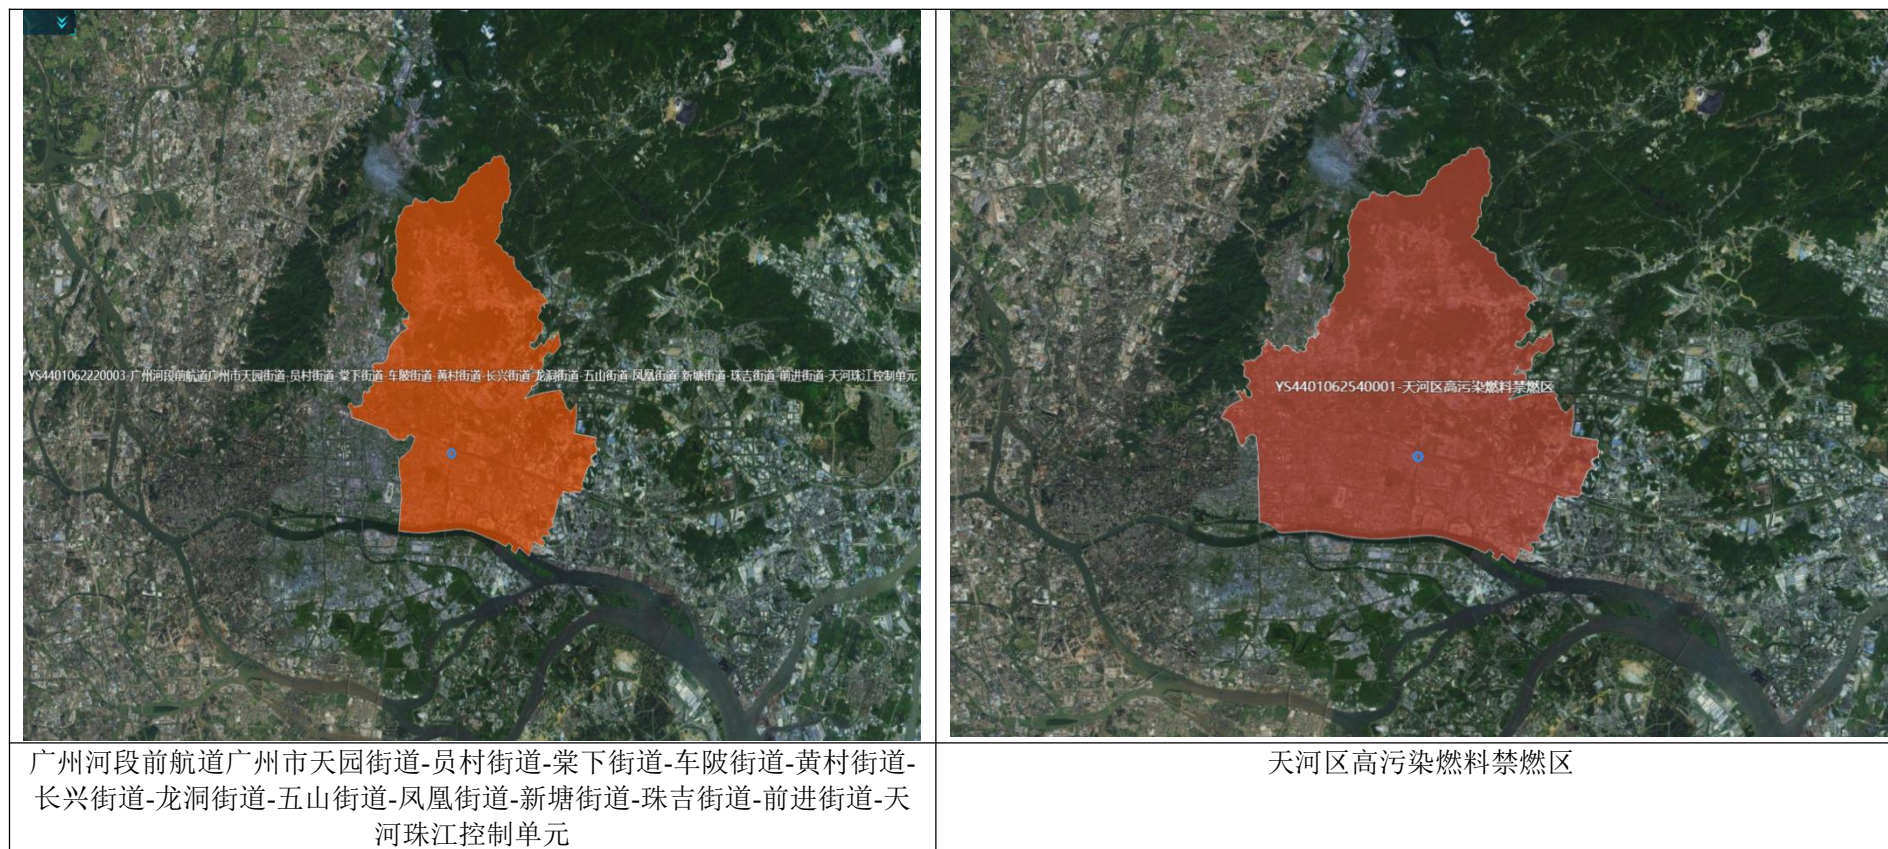 YS4401062220003-广州河段前航道广州市天园街道-员村街道-棠下街道-车陂街道-黄村街道-长兴街道-龙洞街道-五山街道-凤凰街道-新塘街道-珠吉街道-前进街道-天河珠江控制单元
YS4401062540001-天河区高污染燃料禁燃区
广州河段前航道广州市天园街道-员村街道-棠下街道-车陂街道-黄村街道-
长兴街道-龙洞街道-五山街道-凤凰街道-新塘街道-珠吉街道-前进街道-天
河珠江控制单元
天河区高污染燃料禁燃区